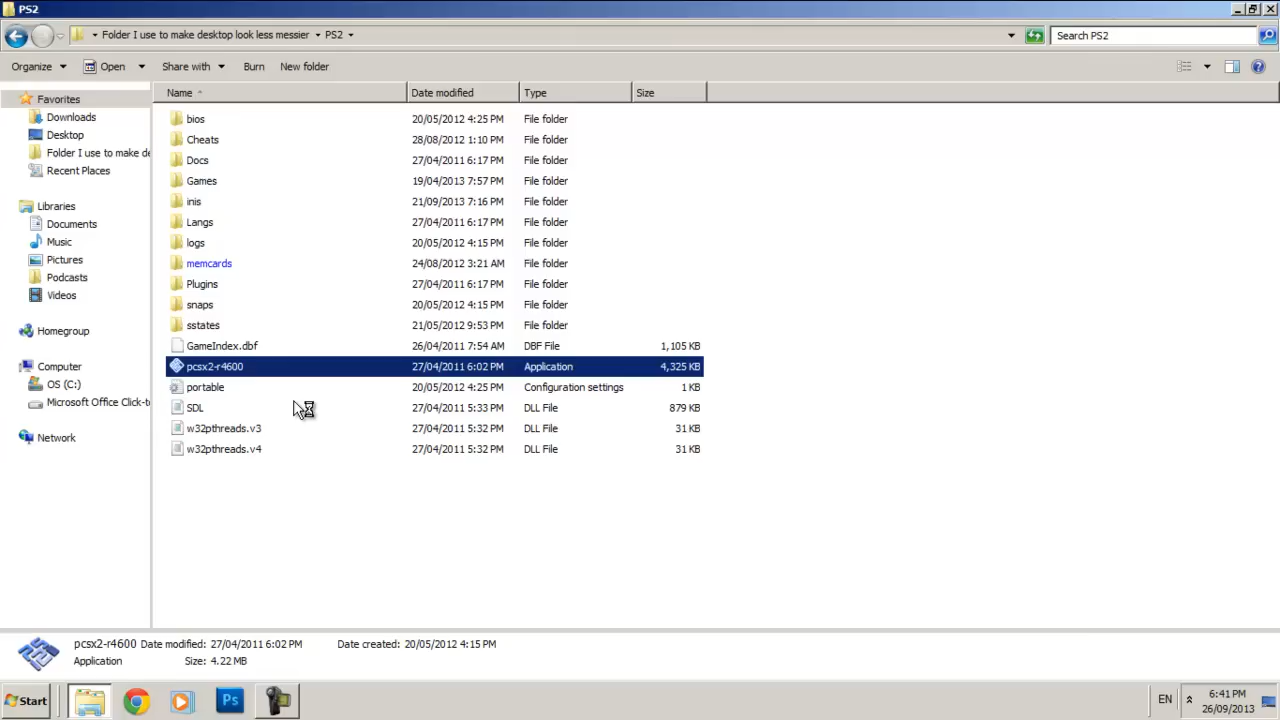 PS2
Folder I use to make desktop look less messier PS2
Search PS2
Organize Open Share with Burn New folder
Name Date modified Type Size
Favorites
Downloads
Desktop
Folder I use to make de
Recent Places
Libraries
Documents
Music
Pictures
Podcasts
Videos
Homegroup
Computer
OS (C:)
Microsoft Office Click-t
Network
bios 20/05/2012 4:25 PM File folder
Cheats 28/08/2012 1:10 PM File folder
Docs 27/04/2011 6:17 PM File folder
Games 19/04/2013 7:57 PM File folder
inis 21/09/2013 7:16 PM File folder
Langs 27/04/2011 6:17 PM File folder
logs 20/05/2012 4:15 PM File folder
memcards 24/08/2012 3:21 AM File folder
Plugins 27/04/2011 6:17 PM File folder
snaps 20/05/2012 4:15 PM File folder
sstates 21/05/2012 9:53 PM File folder
GameIndex.dbf 26/04/2011 7:54 AM DBF File 1,105 KB
pcsx2-r4600 27/04/2011 6:02 PM Application 4,325 KB
portable 20/05/2012 4:25 PM Configuration settings 1 KB
SDL 27/04/2011 5:33 PM DLL File 879 KB
w32pthreads.v3 27/04/2011 5:32 PM DLL File 31 KB
w32pthreads.v4 27/04/2011 5:32 PM DLL File 31 KB
pcsx2-r4600 Date modified: 27/04/2011 6:02 PM Date created: 20/05/2012 4:15 PM
Application Size: 4.22 MB
Start Ps EN 6:41 PM
26/09/2013